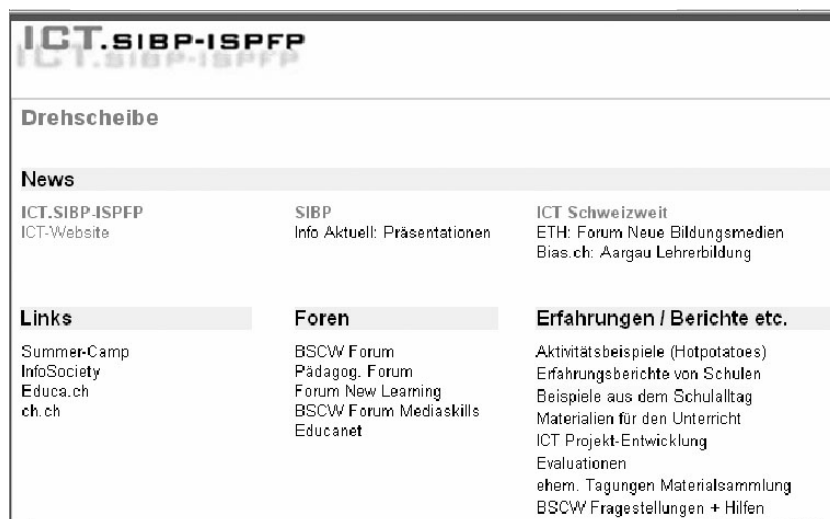 ICT.SIBP-ISPFP
Drehscheibe
News
ICT.SIBP-ISPFP
ICT-Website
SIBP
Info Aktuell: Präsentationen
ICT Schweizweit
ETH: Forum Neue Bildungsmedien
Bias.ch: Aargau Lehrerbildung
Links
Summer-Camp
InfoSociety
Educa.ch
ch.ch
Foren
BSCW Forum
Pädagog. Forum
Forum New Learning
BSCW Forum Mediaskills
Educanet
Erfahrungen / Berichte etc.
Aktivitätsbeispiele (Hotpotatoes)
Erfahrungsberichte von Schulen
Beispiele aus dem Schulalltag
Materialien für den Unterricht
ICT Projekt-Entwicklung
Evaluationen
ehem. Tagungen Materialsammlung
BSCW Fragestellungen + Hilfen